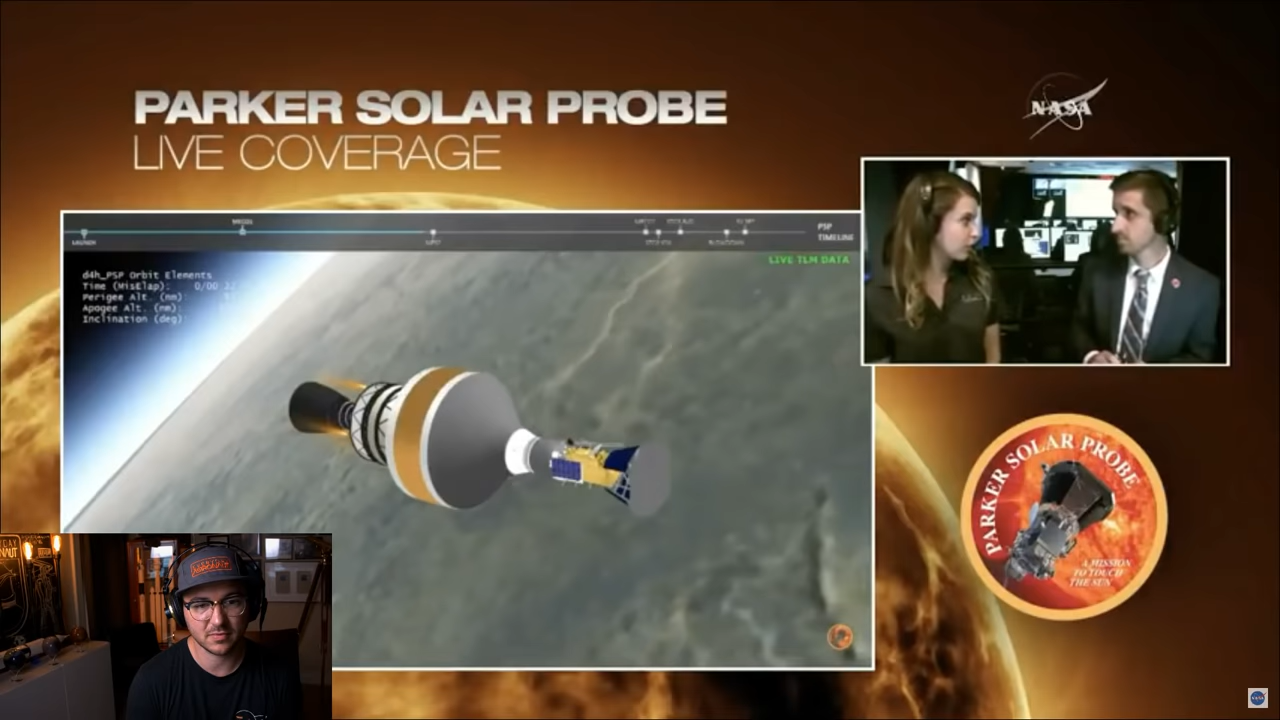 PARKER SOLAR PROBE
LIVE COVERAGE
NASA
PSP
TIMELINE
LIVE TLM DATA
d4h_PSP Orbit Elements
Time (MisElap):
Perigee Alt. (nm):
Apogee Alt. (nm):
Inclination (deg):
PARKER SOLAR PROBE
A MISSION
TO TOUCH
THE SUN